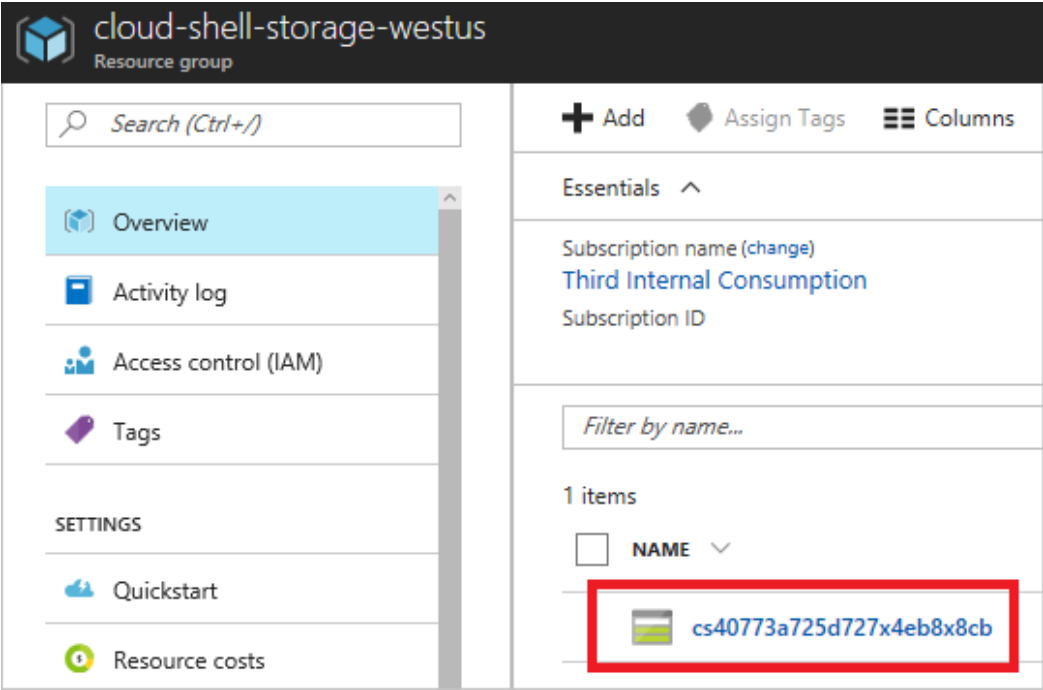 cloud-shell-storage-westus
Resource group
Search (Ctrl+/)
Overview
Activity log
Access control (IAM)
Tags
SETTINGS
Quickstart
Resource costs
Add Assign Tags Columns
Essentials
Subscription name (change)
Third Internal Consumption
Subscription ID
Filter by name...
1 items
NAME
cs40773a725d727x4eb8x8cb